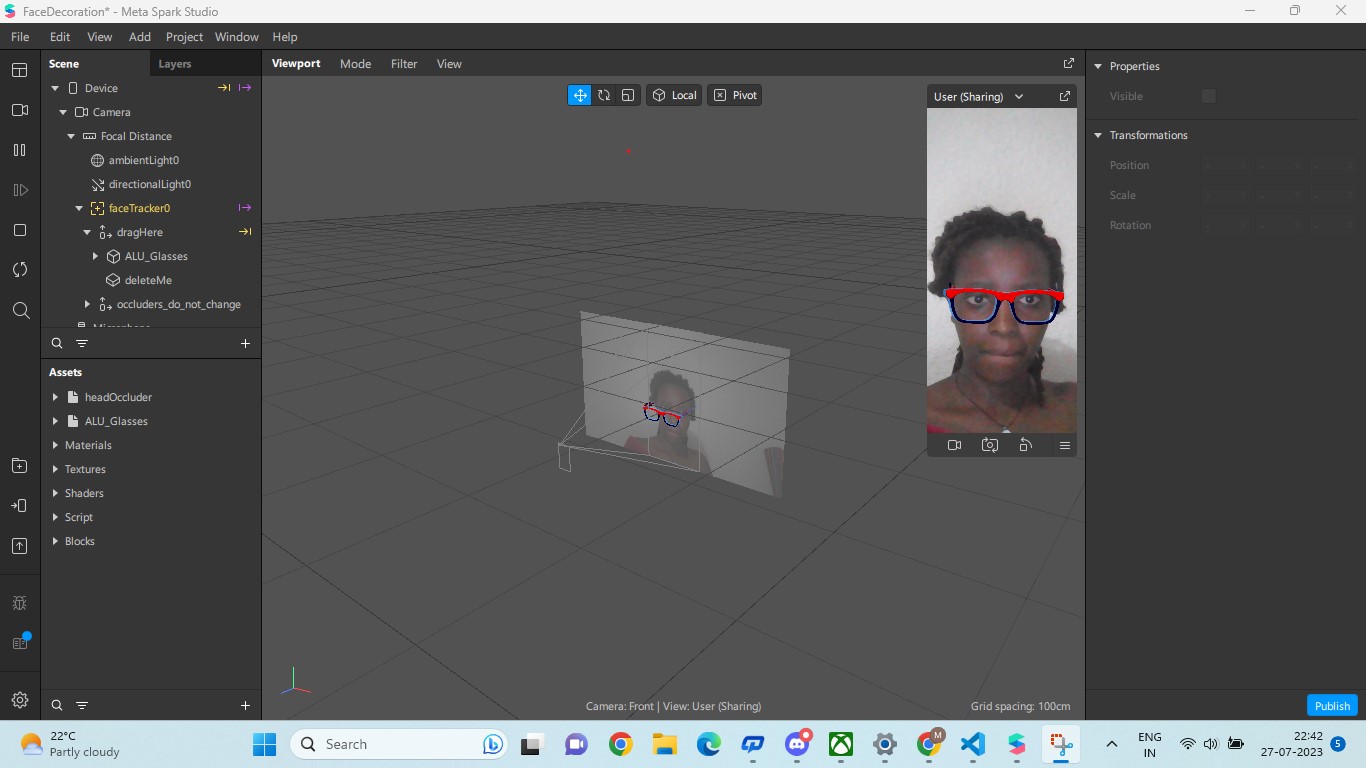 FaceDecoration* - Meta Spark Studio
File Edit View Add Project Window Help
Scene Layers
Device
Camera
Focal Distance
ambientLight0
directionalLight0
faceTracker0
dragHere
ALU_Glasses
deleteMe
occluders_do_not_change
Microphone
Assets
headOccluder
ALU_Glasses
Materials
Textures
Shaders
Script
Blocks
Viewport Mode Filter View
Local Pivot
User (Sharing)
Camera: Front | View: User (Sharing)
Grid spacing: 100cm
Properties
Visible
Transformations
Position
Scale
Rotation
Publish
22°C
Partly cloudy
Search
M
ENG
IN
22:42
27-07-2023
5